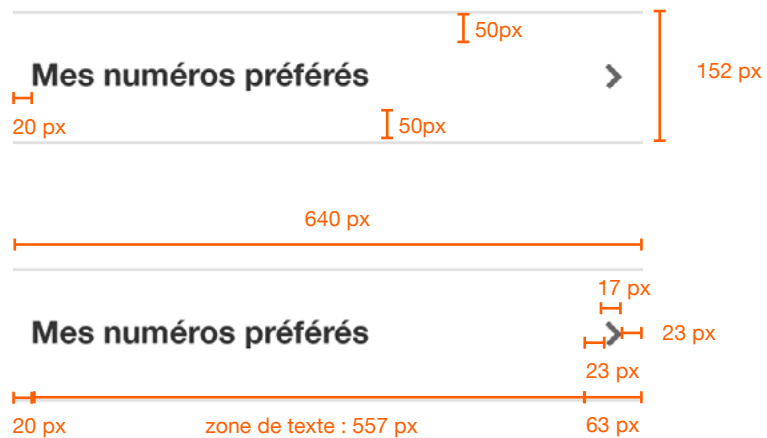 50px
Mes numéros préférés
152 px
20 px
50px
640 px
17 px
Mes numéros préférés
23 px
23 px
20 px
zone de texte : 557 px
63 px